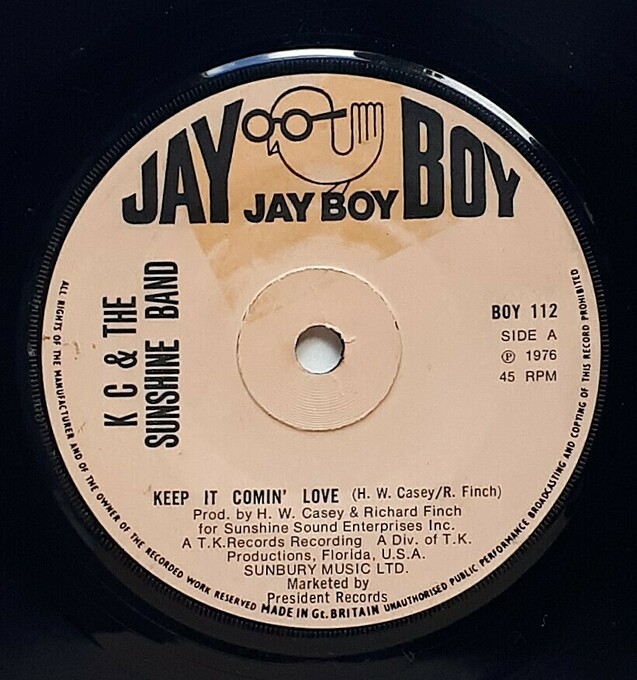 JAY BOY
JAY BOY
K C & THE
SUNSHINE BAND
BOY 112
SIDE A
℗ 1976
45 RPM
KEEP IT COMIN' LOVE (H. W. Casey/R. Finch)
Prod. by H. W. Casey & Richard Finch
for Sunshine Sound Enterprises Inc.
A T.K.Records Recording A Div. of T.K.
Productions, Florida, U.S.A.
SUNBURY MUSIC LTD.
Marketed by
President Records
ALL RIGHTS OF THE MANUFACTURER AND OF THE OWNER OF THE RECORDED WORK RESERVED MADE IN Gt. BRITAIN UNAUTHORISED PUBLIC PERFORMANCE BROADCASTING AND COPYING OF THIS RECORD PROHIBITED